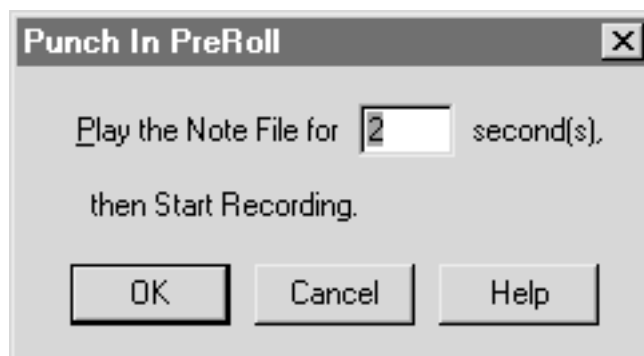 Punch In PreRoll
Play the Note File for 2 second(s),
then Start Recording.
OK Cancel Help